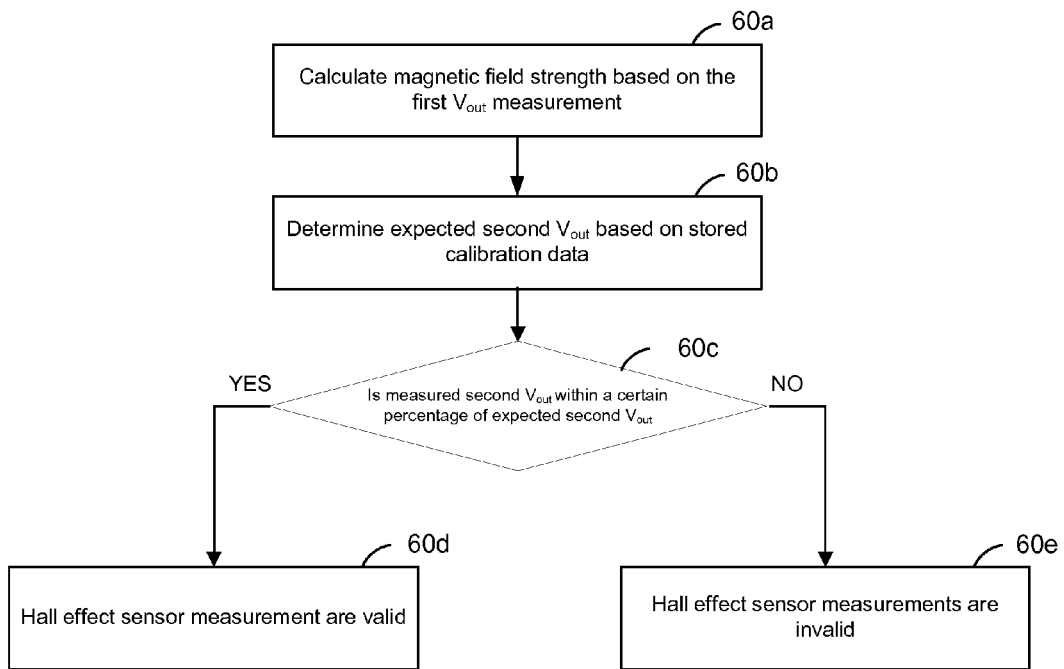 60a
Calculate magnetic field strength based on the
first Vout measurement
60b
Determine expected second Vout based on stored
calibration data
60c
YES
NO
Is measured second Vout within a certain
percentage of expected second Vout
60d
60e
Hall effect sensor measurement are valid
Hall effect sensor measurements are
invalid